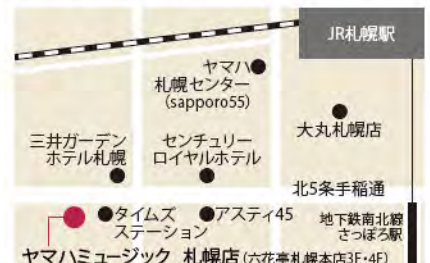 JR札幌駅
ヤマハ
札幌センター
(sapporo55)
大丸札幌店
三井ガーデン
ホテル札幌
センチュリー
ロイヤルホテル
北5条手稲通
タイムズ
ステーション
アスティ45
地下鉄南北線
さっぽろ駅
ヤマハミュージック 札幌店(六花亭札幌本店3F・4F)